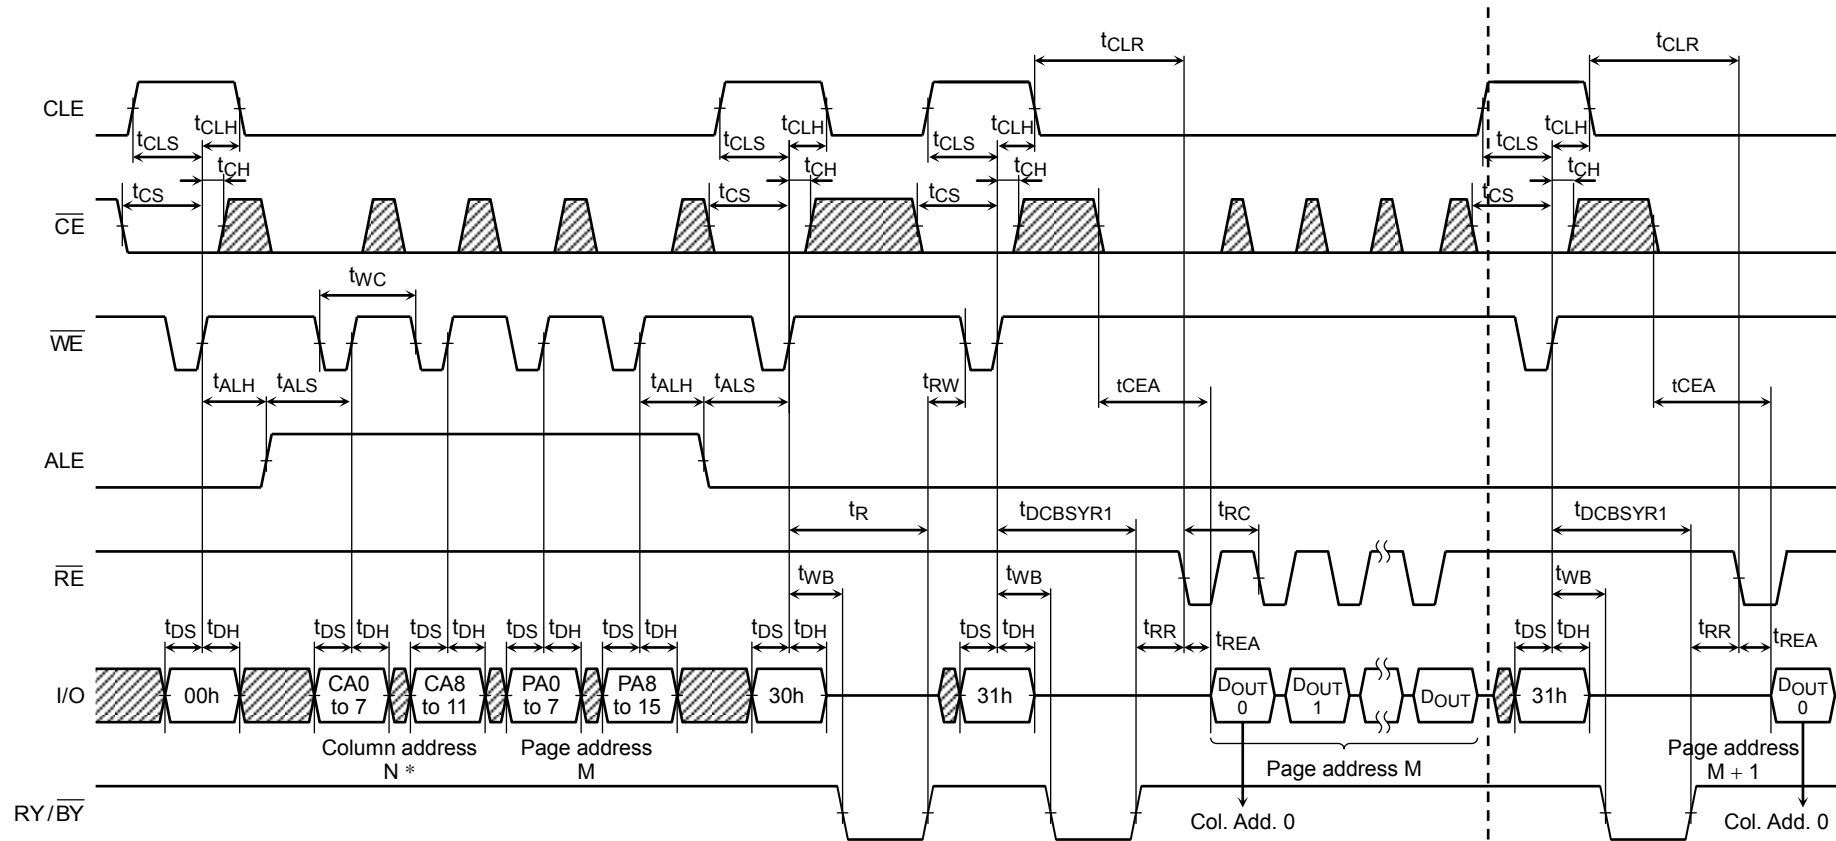 tCLR tCLR
CLE
tCLH tCLH tCLH tCLH
tCLS tCLS tCLS tCLS
tCH tCH tCH tCH
tCS tCS tCS tCS
CE
tWC
WE
tALH tALS tALH tALS tRW tCEA tCEA
ALE
tR tDCBSYR1 tRC tDCBSYR1
RE
tWB tWB tWB
tDS tDH tDS tDH tDS tDH tDS tDH tDS tDH tDS tDH tDS tDH tRR tREA tDS tDH tRR tREA
I/O
00h
CA0 to 7
CA8 to 11
PA0 to 7
PA8 to 15
30h
31h
DOUT 0
DOUT 1
DOUT
31h
DOUT 0
Column address
N *
Page address
M
Page address M
Page address
M + 1
RY/BY
Col. Add. 0
Col. Add. 0